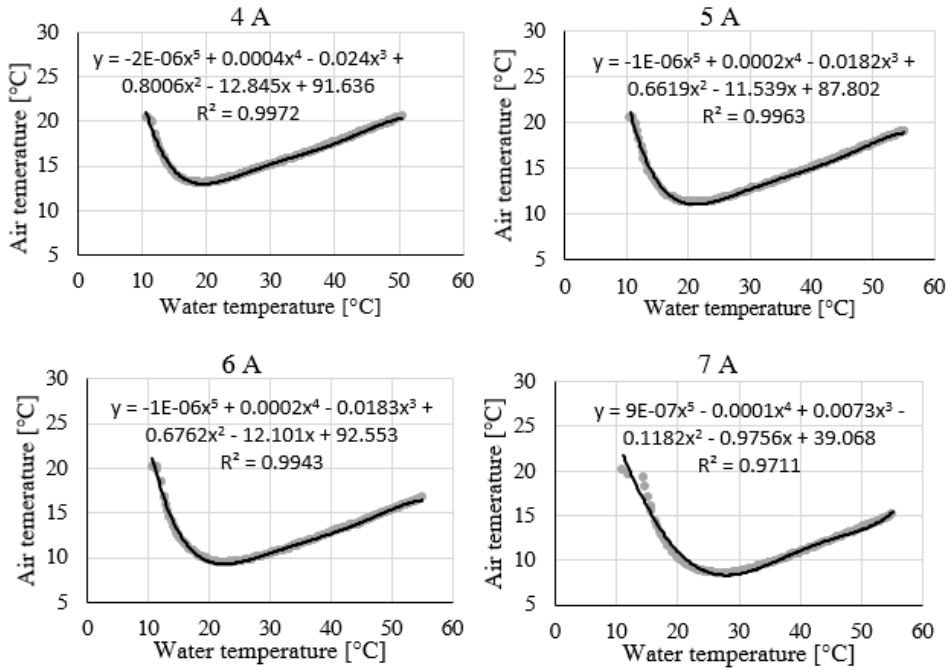 4 A
30
25
20
15
10
5
Air temerature [°C]
y = -2E-06x⁵ + 0.0004x⁴ - 0.024x³ +
0.8006x² - 12.845x + 91.636
R² = 0.9972
0 10 20 30 40 50 60
Water temperature [°C]
5 A
30
25
20
15
10
5
Air temerature [°C]
y = -1E-06x⁵ + 0.0002x⁴ - 0.0182x³ +
0.6619x² - 11.539x + 87.802
R² = 0.9963
0 10 20 30 40 50 60
Water temperature [°C]
6 A
30
25
20
15
10
5
Air temerature [°C]
y = -1E-06x⁵ + 0.0002x⁴ - 0.0183x³ +
0.6762x² - 12.101x + 92.553
R² = 0.9943
0 10 20 30 40 50 60
Water temperature [°C]
7 A
30
25
20
15
10
5
Air temerature [°C]
y = 9E-07x⁵ - 0.0001x⁴ + 0.0073x³ -
0.1182x² - 0.9756x + 39.068
R² = 0.9711
0 10 20 30 40 50 60
Water temperature [°C]